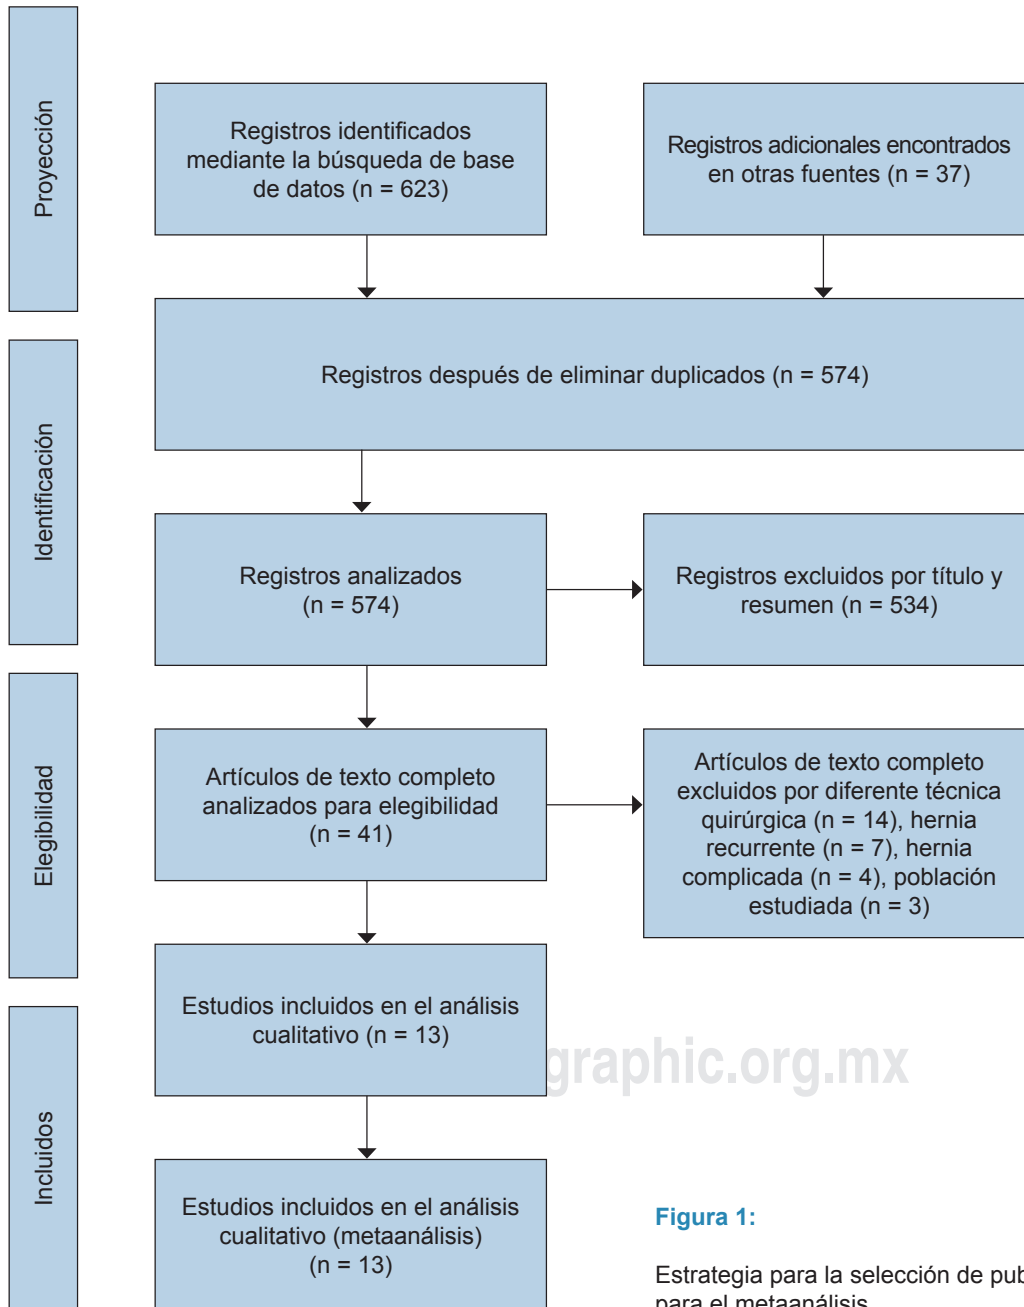 Proyección
Registros identificados
mediante la búsqueda de base
de datos (n = 623)
Registros adicionales encontrados
en otras fuentes (n = 37)
Registros después de eliminar duplicados (n = 574)
Identificación
Registros analizados
(n = 574)
Registros excluidos por título y
resumen (n = 534)
Elegibilidad
Artículos de texto completo
analizados para elegibilidad
(n = 41)
Artículos de texto completo
excluidos por diferente técnica
quirúrgica (n = 14), hernia
recurrente (n = 7), hernia
complicada (n = 4), población
estudiada (n = 3)
Estudios incluidos en el análisis
cualitativo (n = 13)
graphic.org.mx
Incluidos
Estudios incluidos en el análisis
cualitativo (metaanálisis)
(n = 13)
Figura 1:
Estrategia para la selección de pub
para el metaanálisis